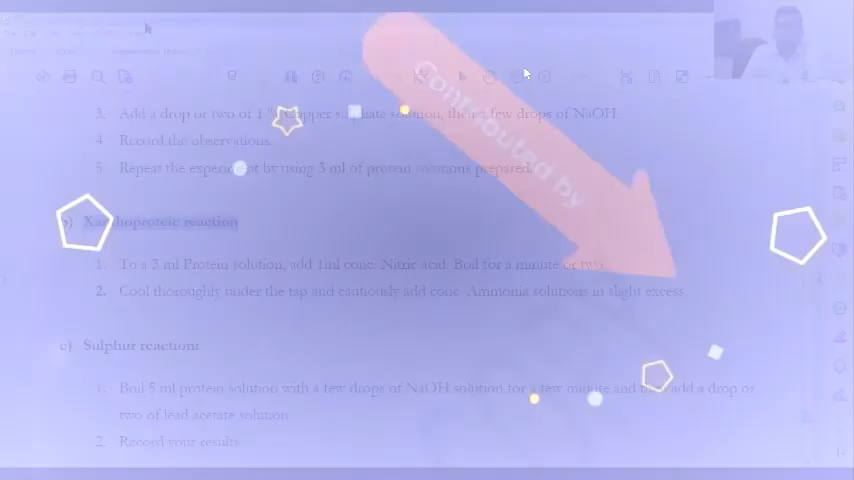 Contributed by
3. Add a drop or two of 1 % Copper sulphate solution, then a few drops of NaOH.
4 Record the observations.
5 Repeat the experiment by using 3 ml of protein solutions prepared.
b) Xanthoproteic reaction
1. To a 3 ml Protein solution, add 1ml conc. Nitric acid. Boil for a minute or two.
2. Cool thoroughly under the tap and cautiously add conc. Ammonia solutions in slight excess.
c) Sulphur reaction:
1. Boil 5 ml protein solution with a few drops of NaOH solution for a few minute and then add a drop or
two of lead acetate solution
2. Record your results